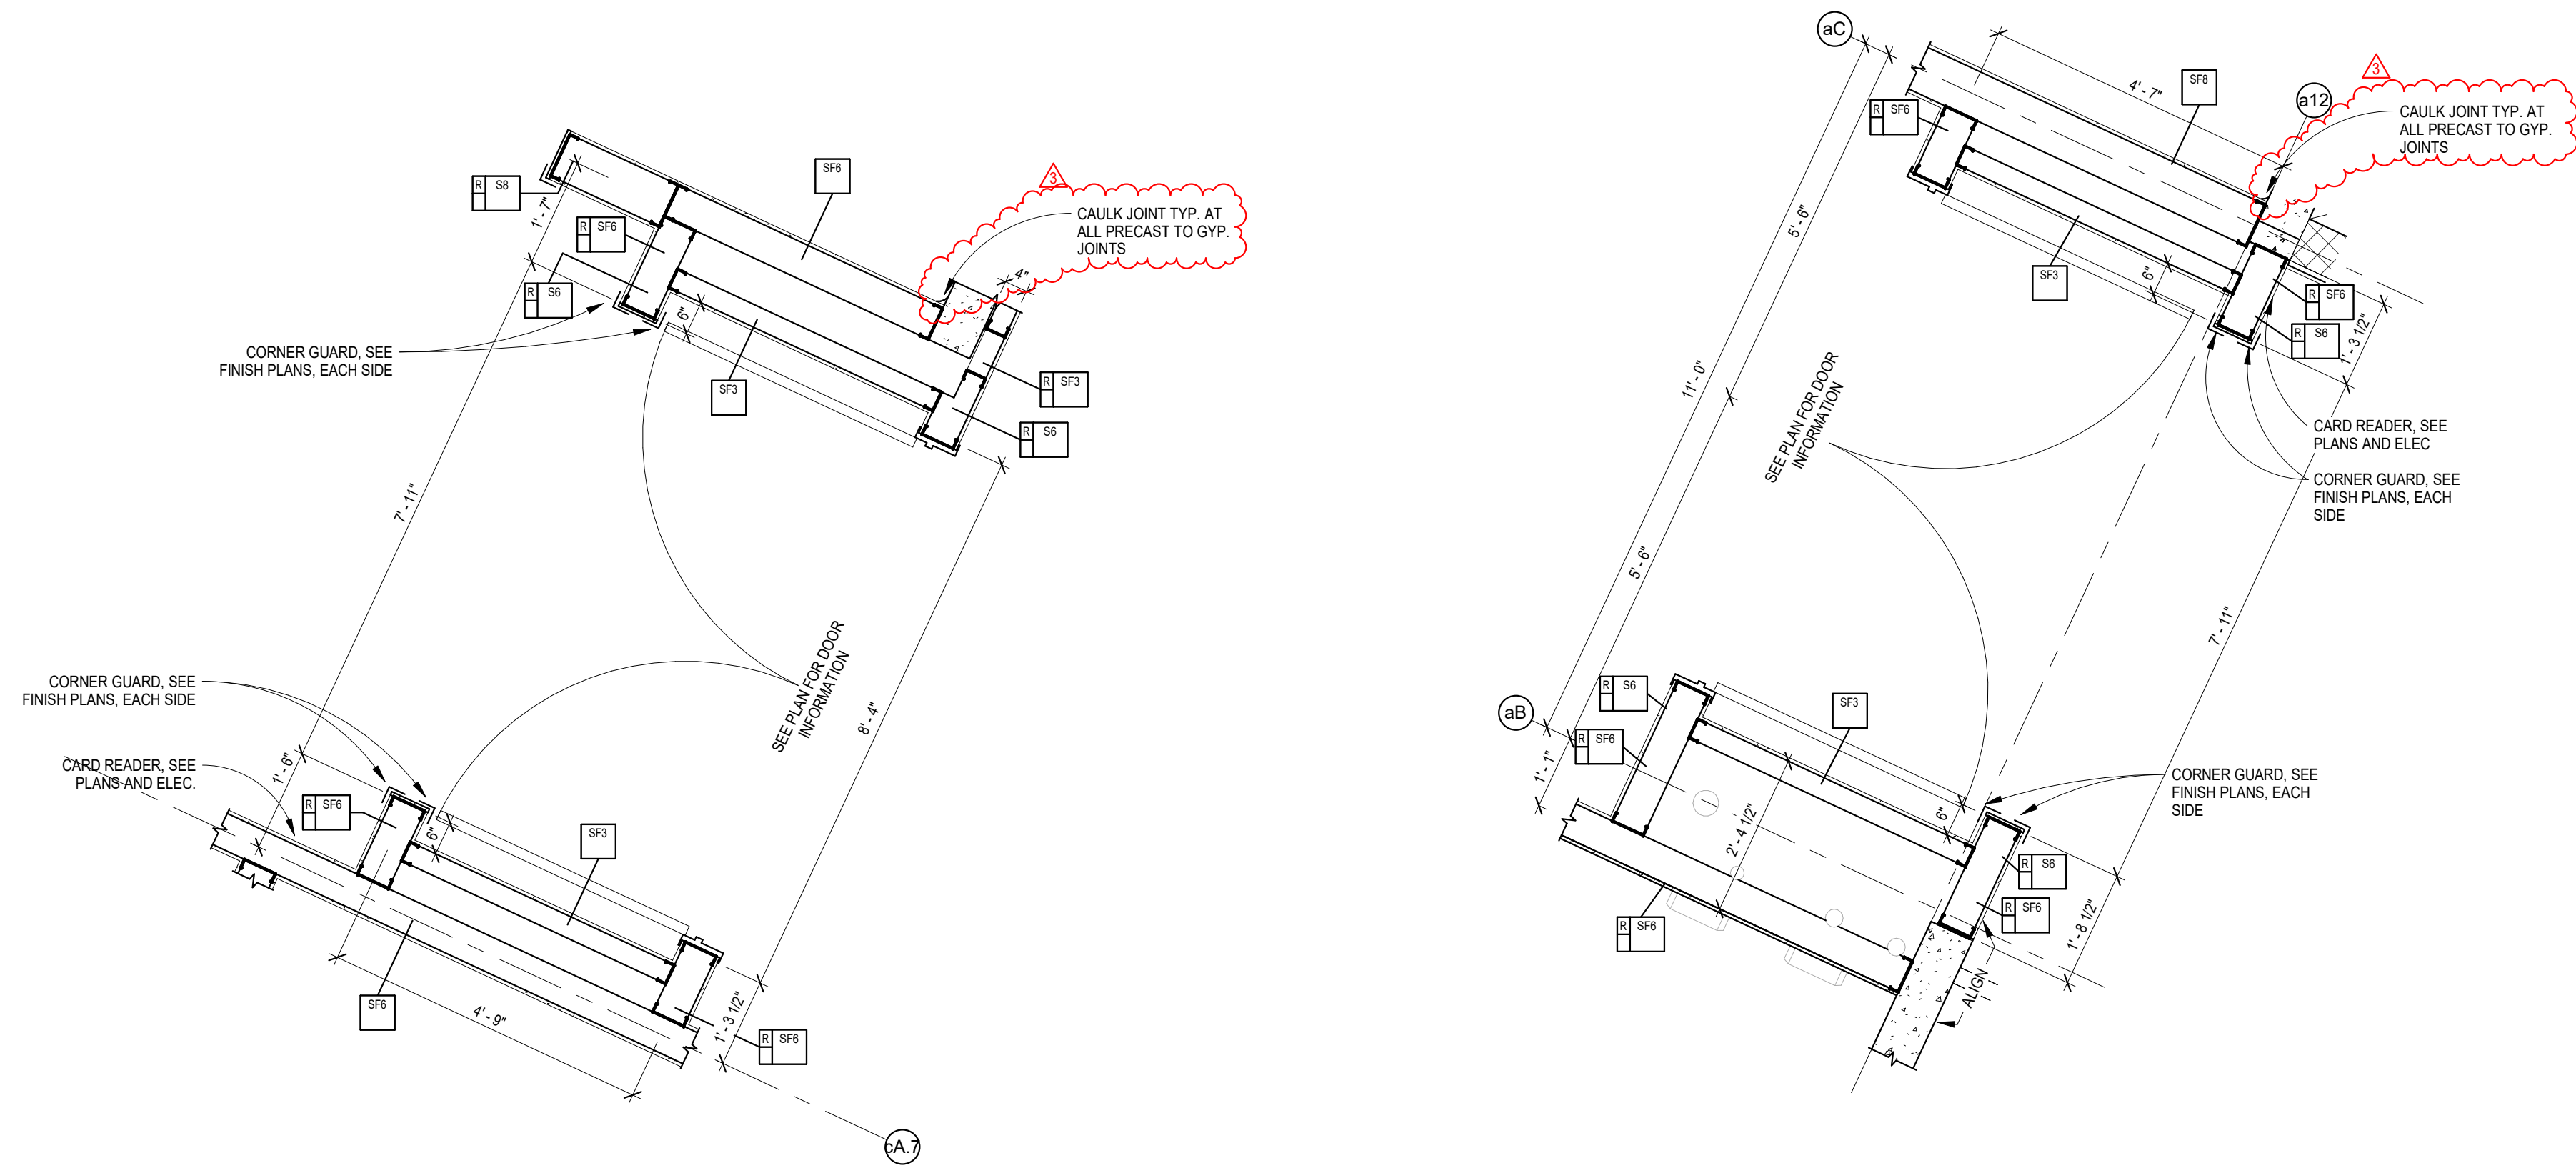 SF6
3
R S8
1' - 7"
R SF6
CAULK JOINT TYP. AT
ALL PRECAST TO GYP.
JOINTS
4"
R S6
6"
CORNER GUARD, SEE
FINISH PLANS, EACH SIDE
SF3
R SF3
R S6
7' - 11"
SEE PLAN FOR DOOR
INFORMATION
8' - 4"
CORNER GUARD, SEE
FINISH PLANS, EACH SIDE
CARD READER, SEE
PLANS AND ELEC.
1' - 6"
R SF6
6"
SF3
SF6
4' - 9"
1' - 3 1/2"
R SF6
cA.7
aC
4' - 7"
SF8
3
a12
CAULK JOINT TYP. AT
ALL PRECAST TO GYP.
JOINTS
R SF6
5' - 6"
SF3
6"
R SF6
R S6
1' - 3 1/2"
11' - 0"
SEE PLAN FOR DOOR
INFORMATION
CARD READER, SEE
PLANS AND ELEC
CORNER GUARD, SEE
FINISH PLANS, EACH
SIDE
5' - 6"
7' - 11"
R S6
SF3
aB
R SF6
1' - 1"
2' - 4 1/2"
6"
CORNER GUARD, SEE
FINISH PLANS, EACH
SIDE
R S6
R SF6
R SF6
1' - 8 1/2"
ALIGN